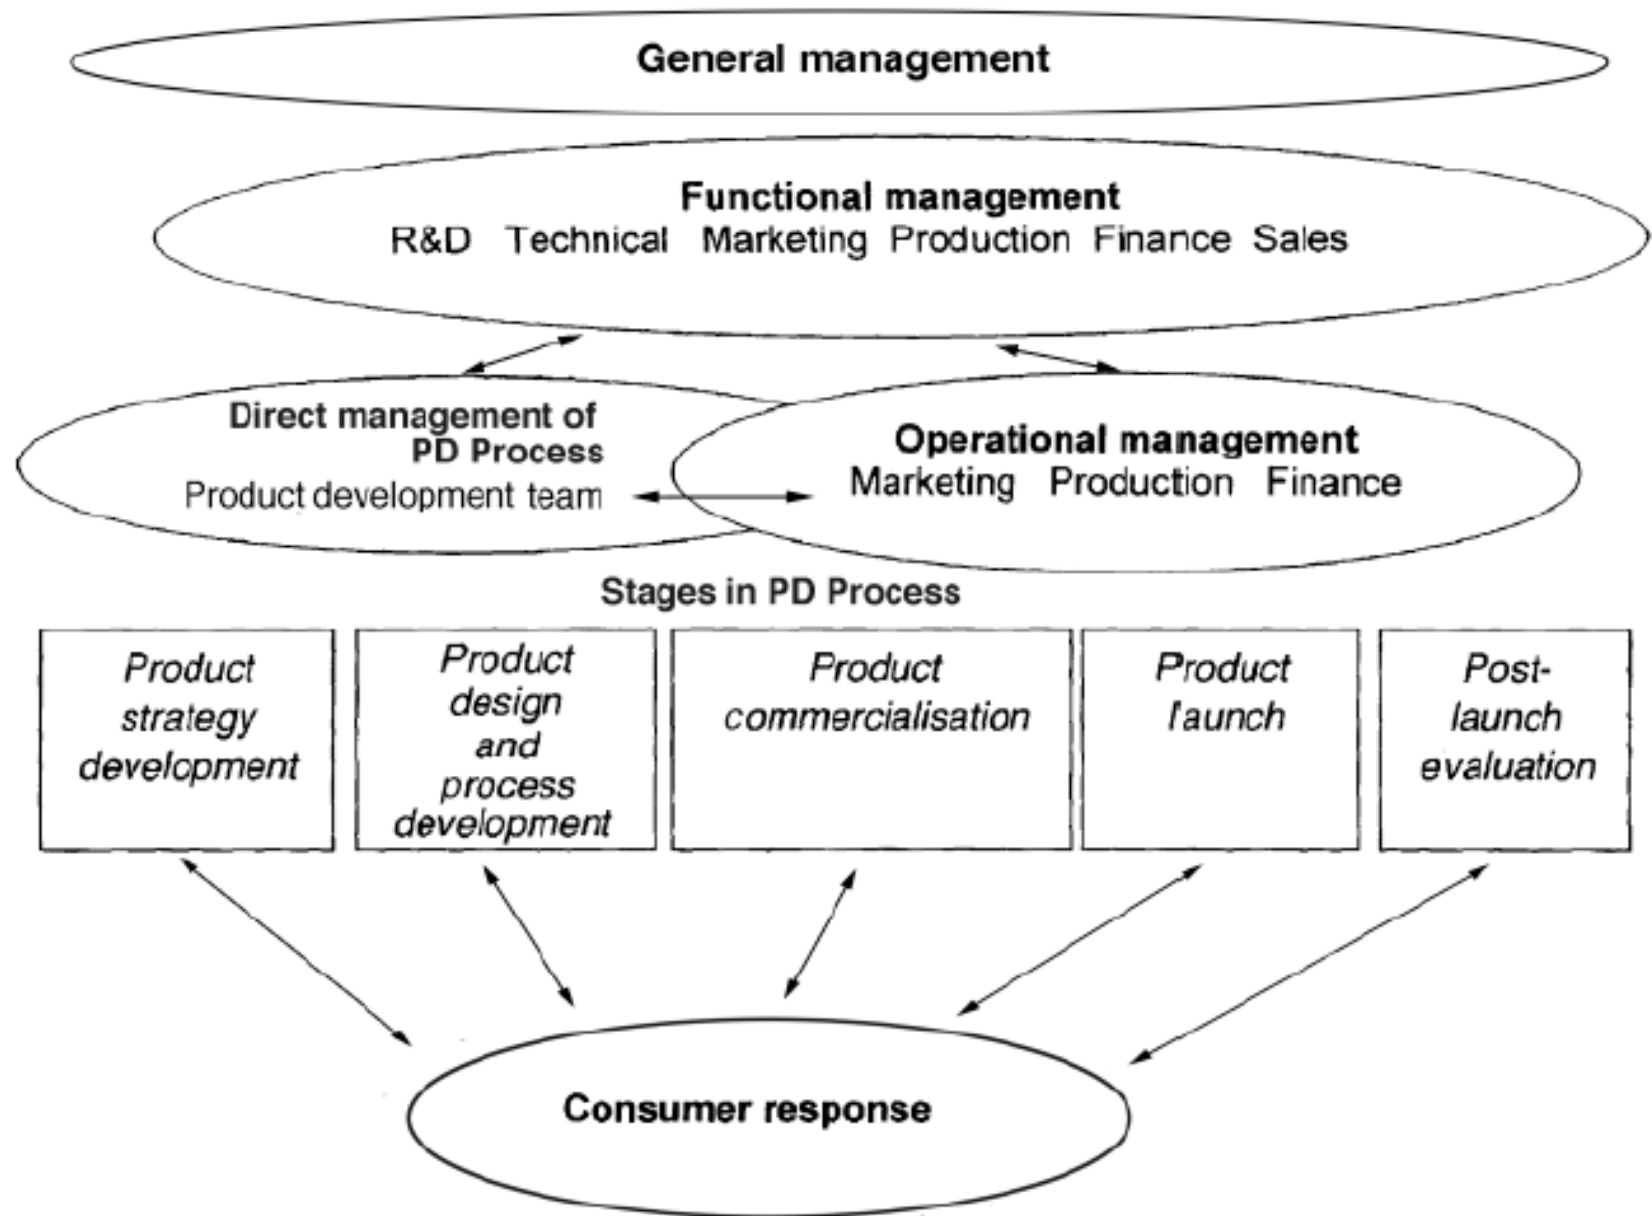 General management
Functional management
R&D Technical Marketing Production Finance Sales
Direct management of
PD Process
Product development team
Operational management
Marketing Production Finance
Stages in PD Process
Product
strategy
development
Product
design
and
process
development
Product
commercialisation
Product
launch
Post-
launch
evaluation
Consumer response